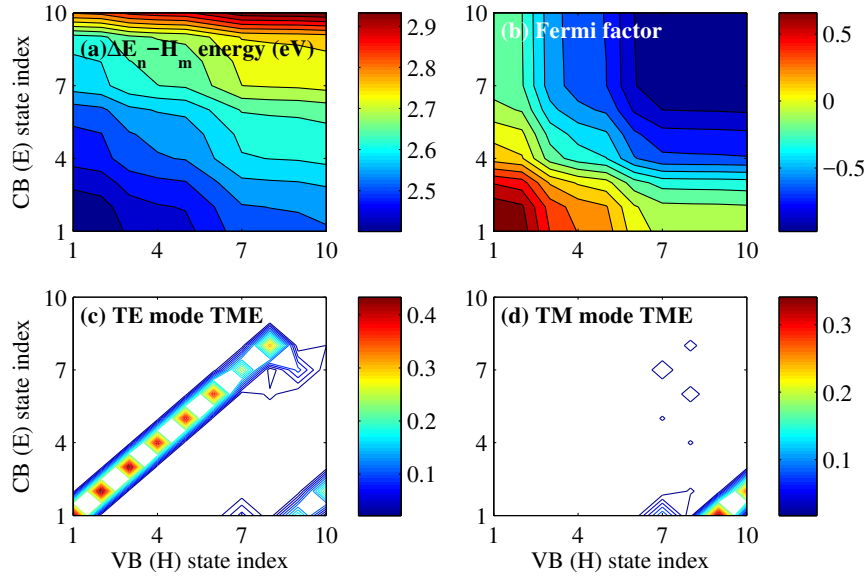 (a)ΔE_n−H_m energy (eV)
10
7
4
1
1 4 7 10
CB (E) state index
2.9
2.8
2.7
2.6
2.5
(b) Fermi factor
10
7
4
1
1 4 7 10
0.5
0
−0.5
(c) TE mode TME
10
7
4
1
1 4 7 10
CB (E) state index
VB (H) state index
0.4
0.3
0.2
0.1
(d) TM mode TME
10
7
4
1
1 4 7 10
VB (H) state index
0.3
0.2
0.1